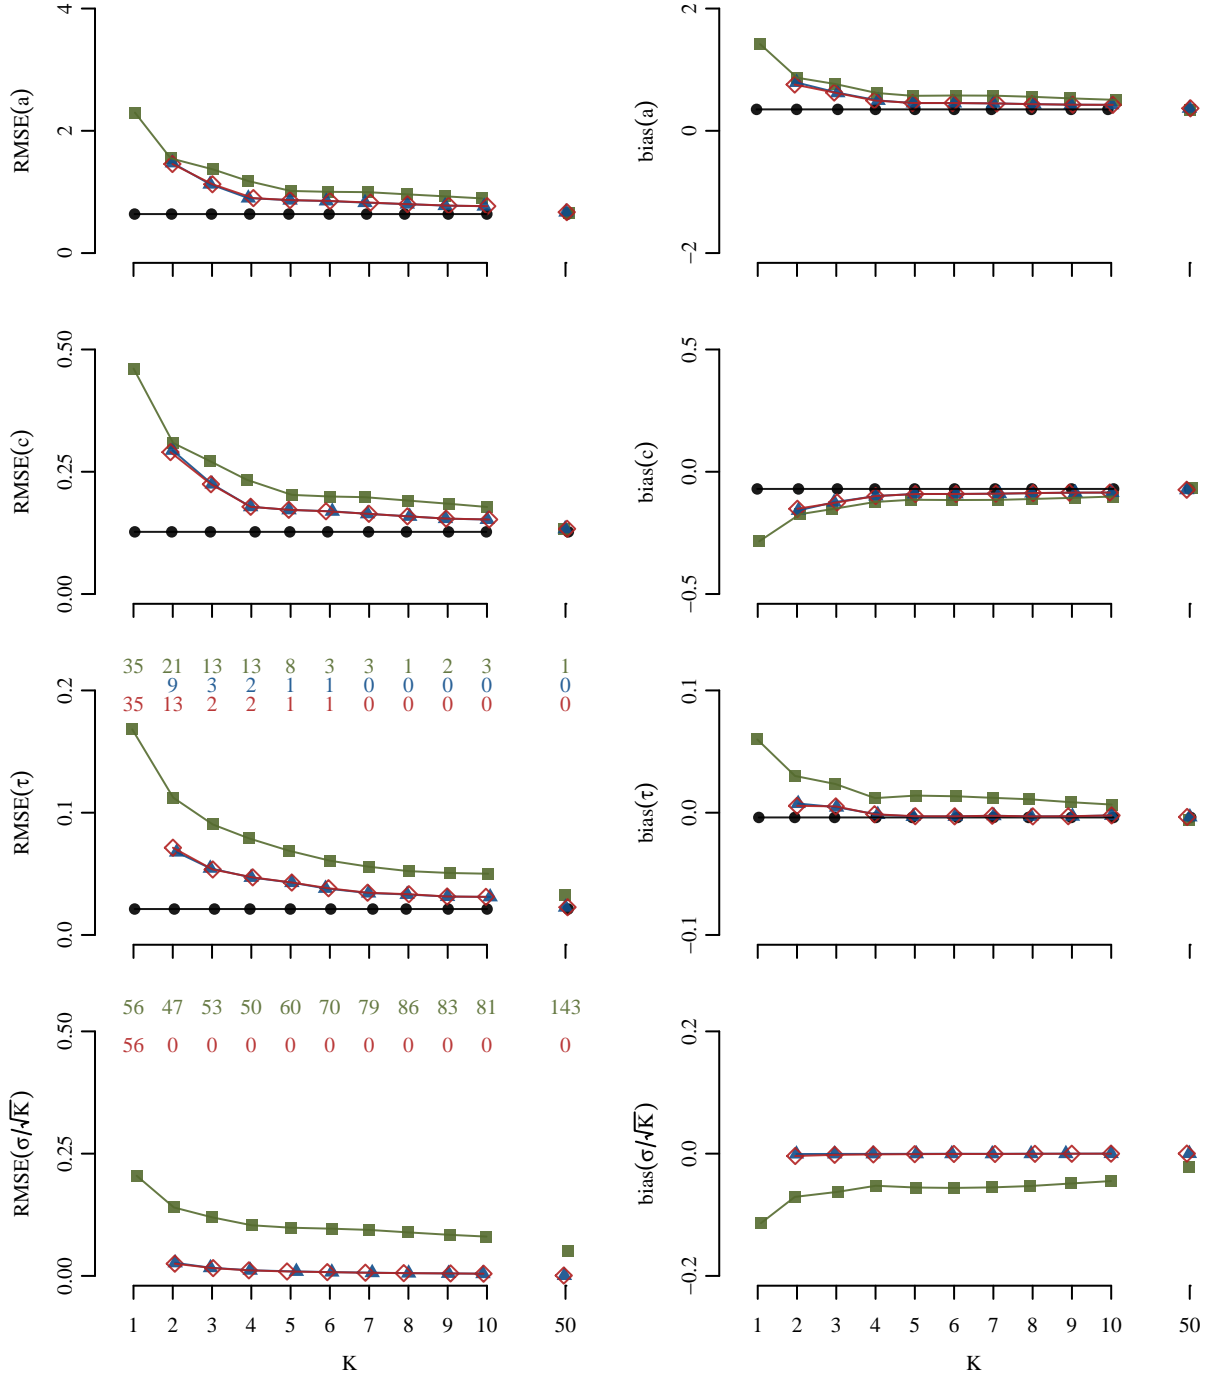 RMSE(a)
0 2 4
bias(a)
−2 0 2
RMSE(c)
0.00 0.25 0.50
bias(c)
−0.5 0.0 0.5
35 21 13 13 8 3 3 1 2 3 1
9 3 2 1 1 0 0 0 0 0
35 13 2 2 1 1 0 0 0 0 0
RMSE(τ)
0.0 0.1 0.2
bias(τ)
−0.1 0.0 0.1
56 47 53 50 60 70 79 86 83 81 143
56 0 0 0 0 0 0 0 0 0 0
RMSE(σ/√K)
0.00 0.25 0.50
1 2 3 4 5 6 7 8 9 10 50
K
bias(σ/√K)
−0.2 0.0 0.2
1 2 3 4 5 6 7 8 9 10 50
K